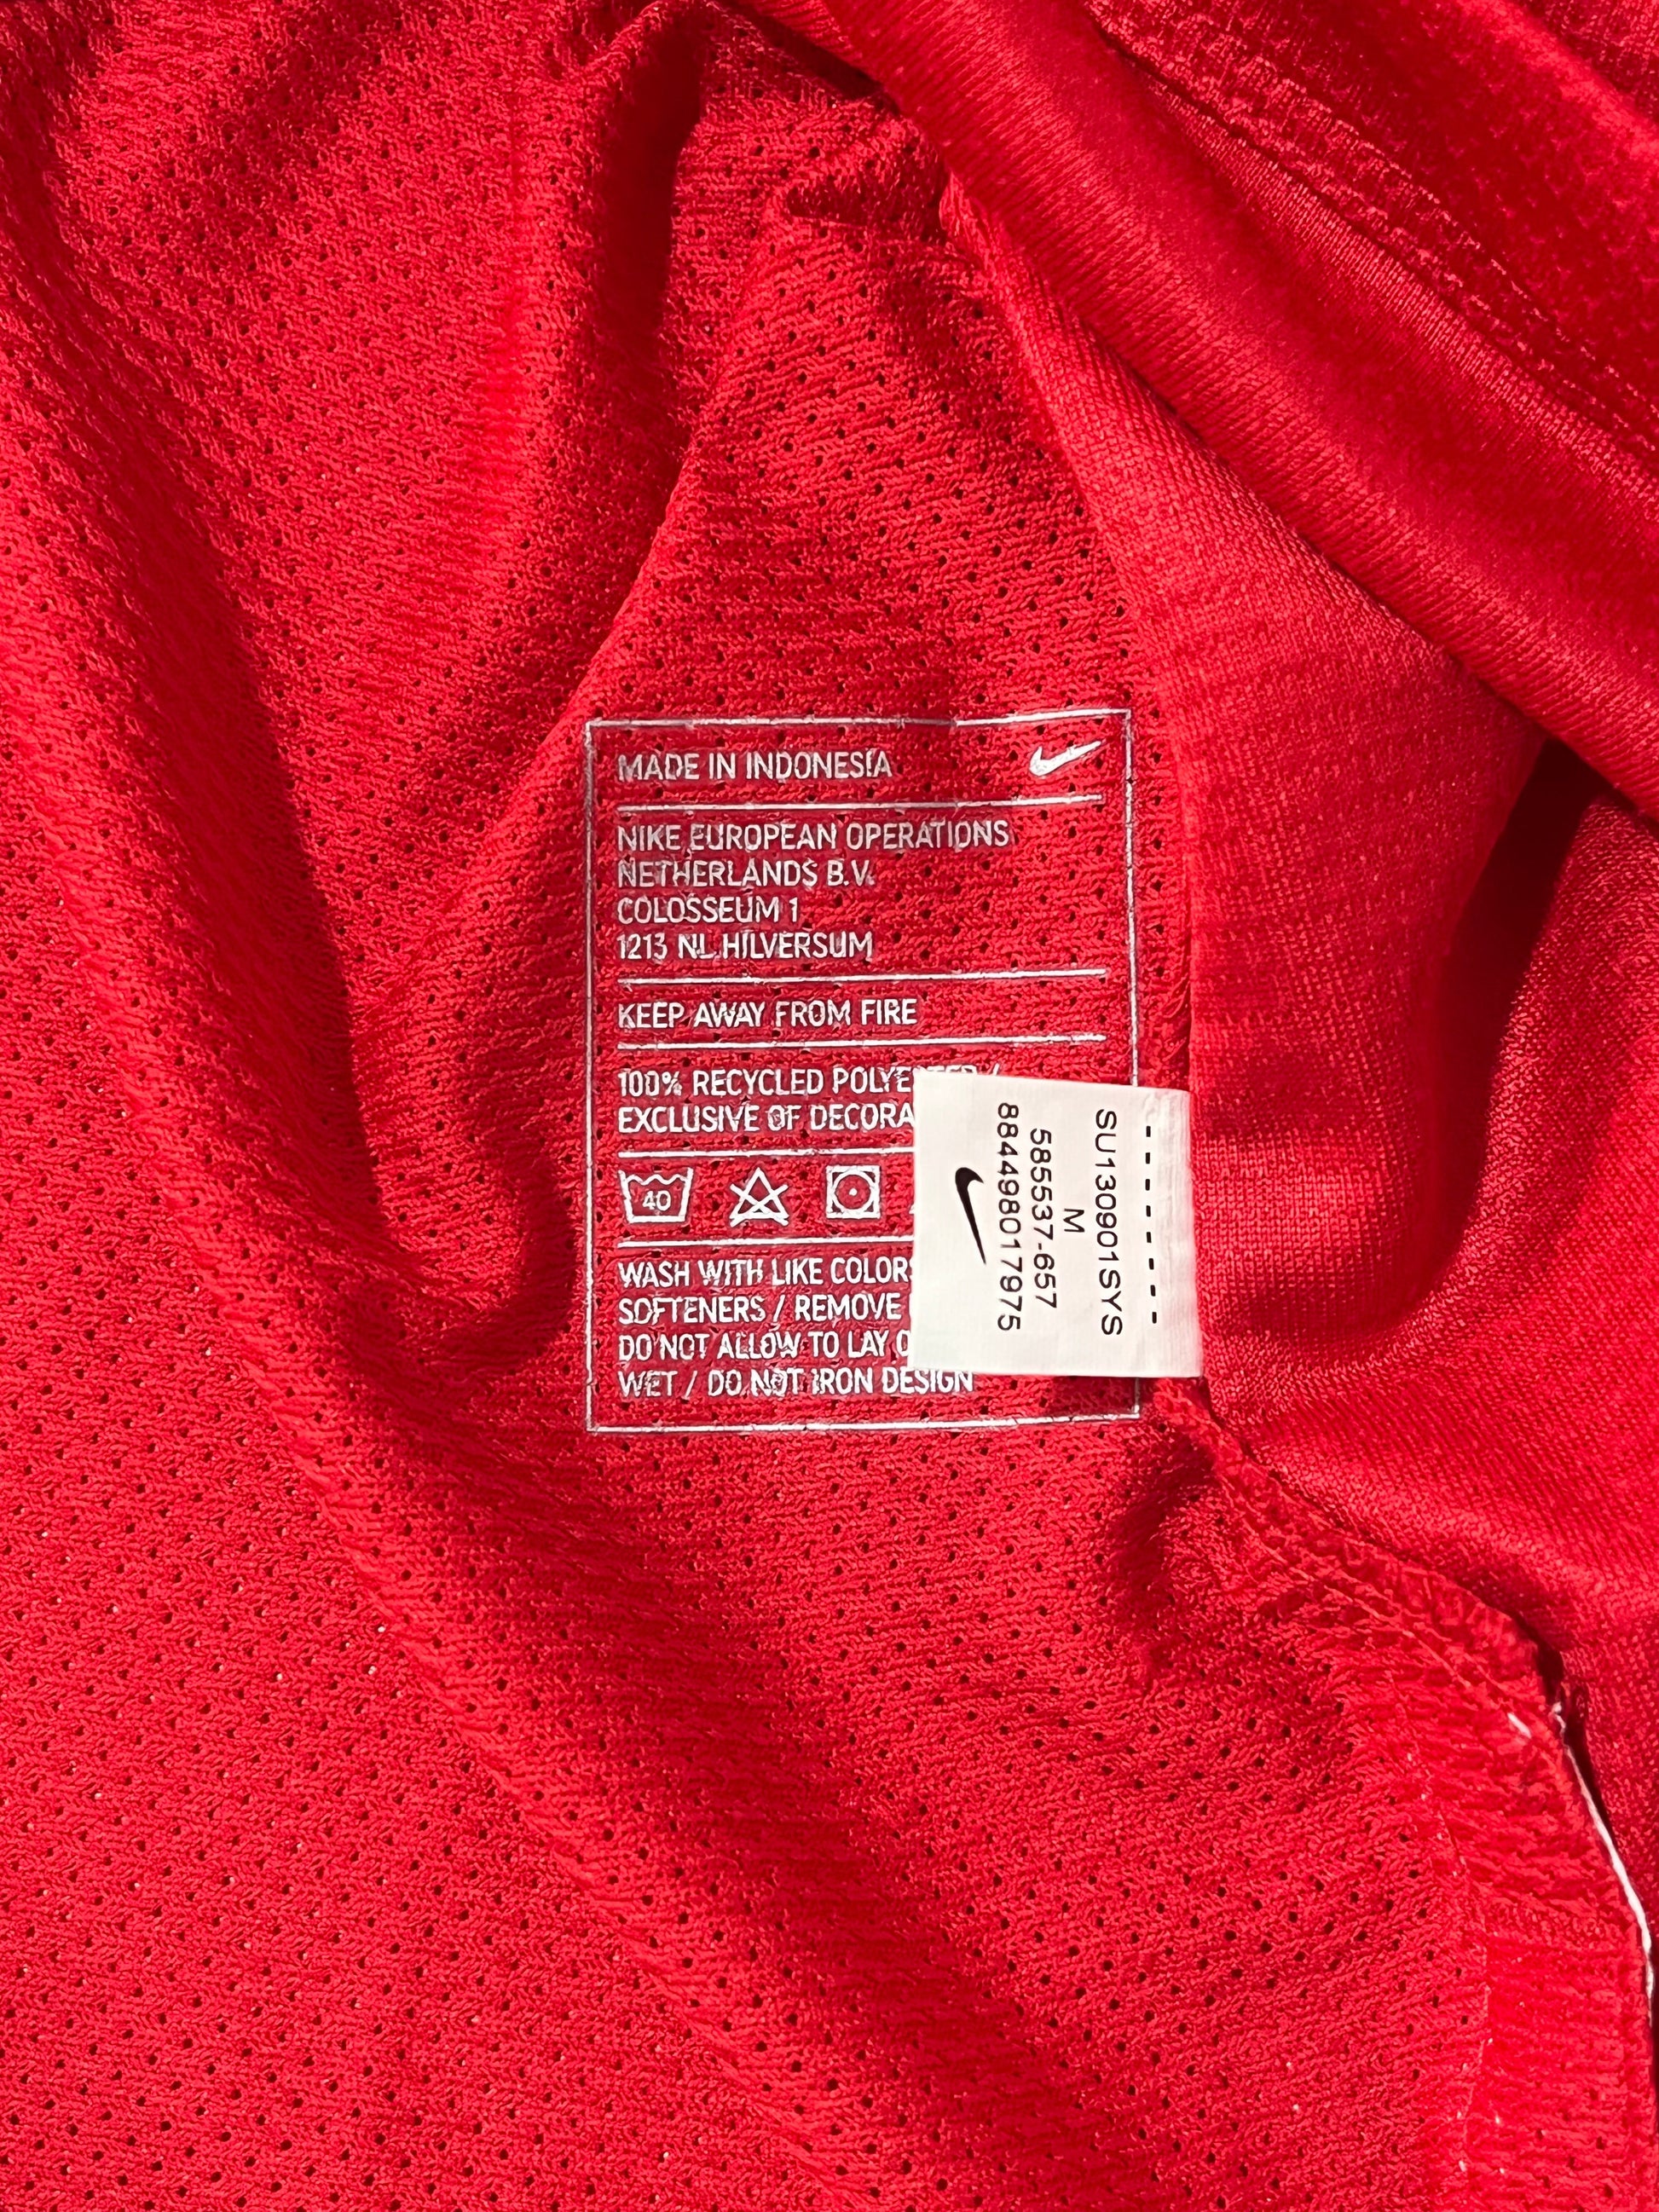 MADE IN INDONESIA
NIKE EUROPEAN OPERATIONS
NETHERLANDS B.V.
COLOSSEUM 1
1213 NL HILVERSUM
KEEP AWAY FROM FIRE
100% RECYCLED
EXCLUSIVE OF
40
WASH WITH LIKE
SOFTENERS / REMOVE
DO NOT ALLOW TO LAY
WET / DO NOT IRON DESIGN
SU130901SYS
M
585537-657
884498017975